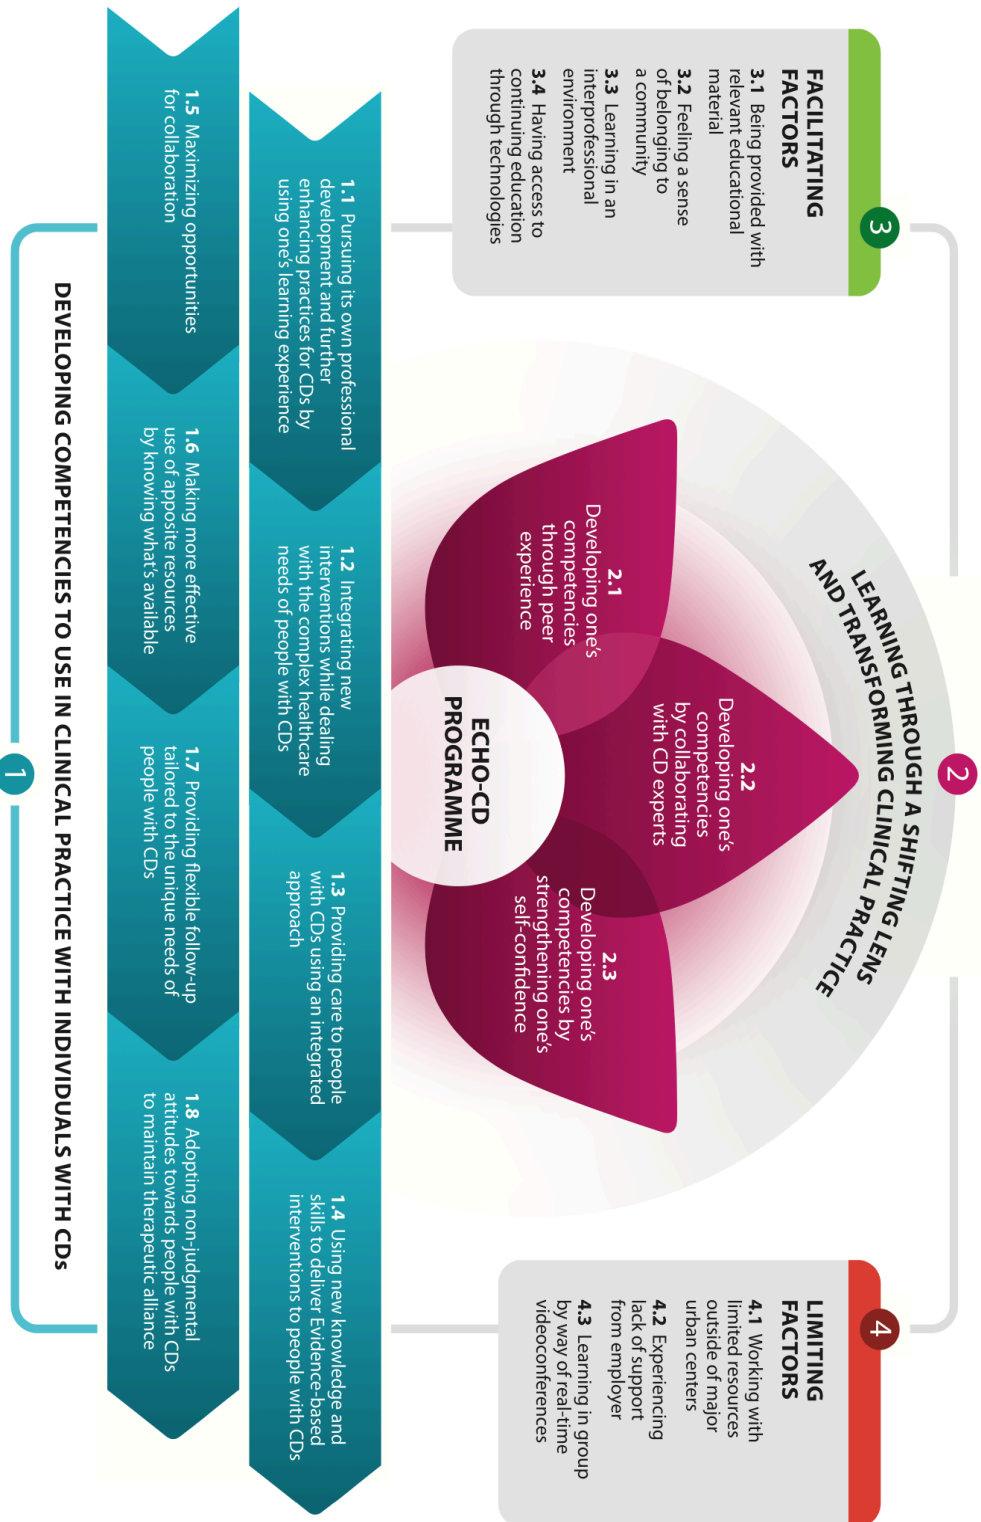 2
LEARNING THROUGH A SHIFTING LENS
AND TRANSFORMING CLINICAL PRACTICE
3
FACILITATING
FACTORS
3.1 Being provided with
relevant educational
material
3.2 Feeling a sense
of belonging to
a community
3.3 Learning in an
interprofessional
environment
3.4 Having access to
continuing education
through technologies
2.1
Developing one's
competencies
through peer
experience
2.2
Developing one's
competencies
by collaborating
with CD experts
2.3
Developing one's
competencies by
strengthening one's
self-confidence
ECHO-CD
PROGRAMME
4
LIMITING
FACTORS
4.1 Working with
limited resources
outside of major
urban centers
4.2 Experiencing
lack of support
from employer
4.3 Learning in group
by way of real-time
videoconferences
1.1 Pursuing its own professional
development and further
enhancing practices for CDs by
using one's learning experience
1.2 Integrating new
interventions while dealing
with the complex healthcare
needs of people with CDs
1.3 Providing care to people
with CDs using an integrated
approach
1.4 Using new knowledge and
skills to deliver Evidence-based
interventions to people with CDs
1.5 Maximizing opportunities
for collaboration
1.6 Making more effective
use of apposite resources
by knowing what's available
1.7 Providing flexible follow-up
tailored to the unique needs of
people with CDs
1.8 Adopting non-judgmental
attitudes towards people with CDs
to maintain therapeutic alliance
DEVELOPING COMPETENCIES TO USE IN CLINICAL PRACTICE WITH INDIVIDUALS WITH CDs
1